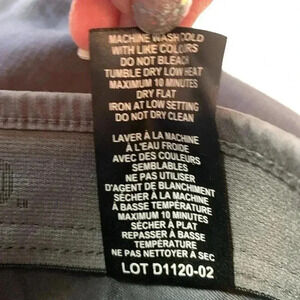 MACHINE WASH COLD
WITH LIKE COLOURS
DO NOT BLEACH
TUMBLE DRY LOW HEAT
MAXIMUM 10 MINUTES
DRY FLAT
IRON AT LOW SETTING
DO NOT DRY CLEAN
LAVER À LA MACHINE
À L'EAU FROIDE
AVEC DES COULEURS
SEMBLABLES
NE PAS UTILISER
D'AGENT DE BLANCHIMENT
SÉCHER À LA MACHINE
À BASSE TEMPÉRATURE
MAXIMUM 10 MINUTES
SÉCHER À PLAT
REPASSER À BASSE
TEMPÉRATURE
NE PAS NETTOYER A SEC
LOT D1120-02